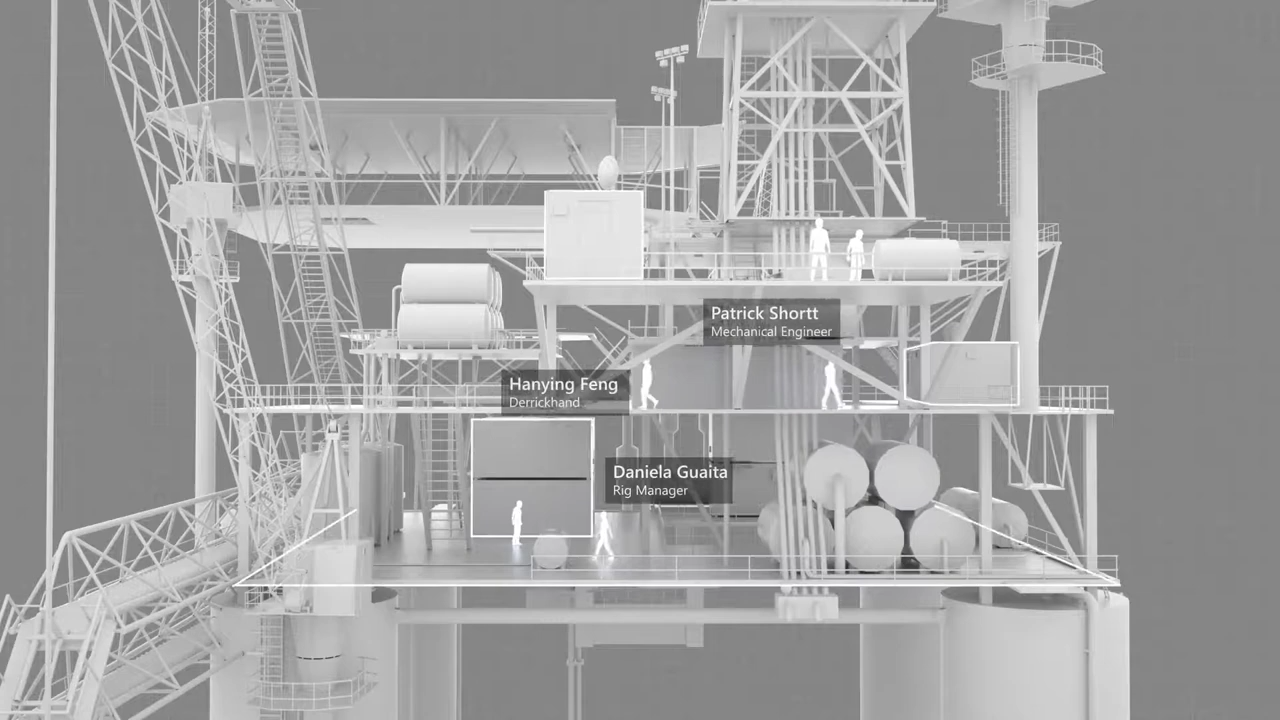 Patrick Shortt
Mechanical Engineer
Hanying Feng
Derrickhand
Daniela Guaita
Rig Manager